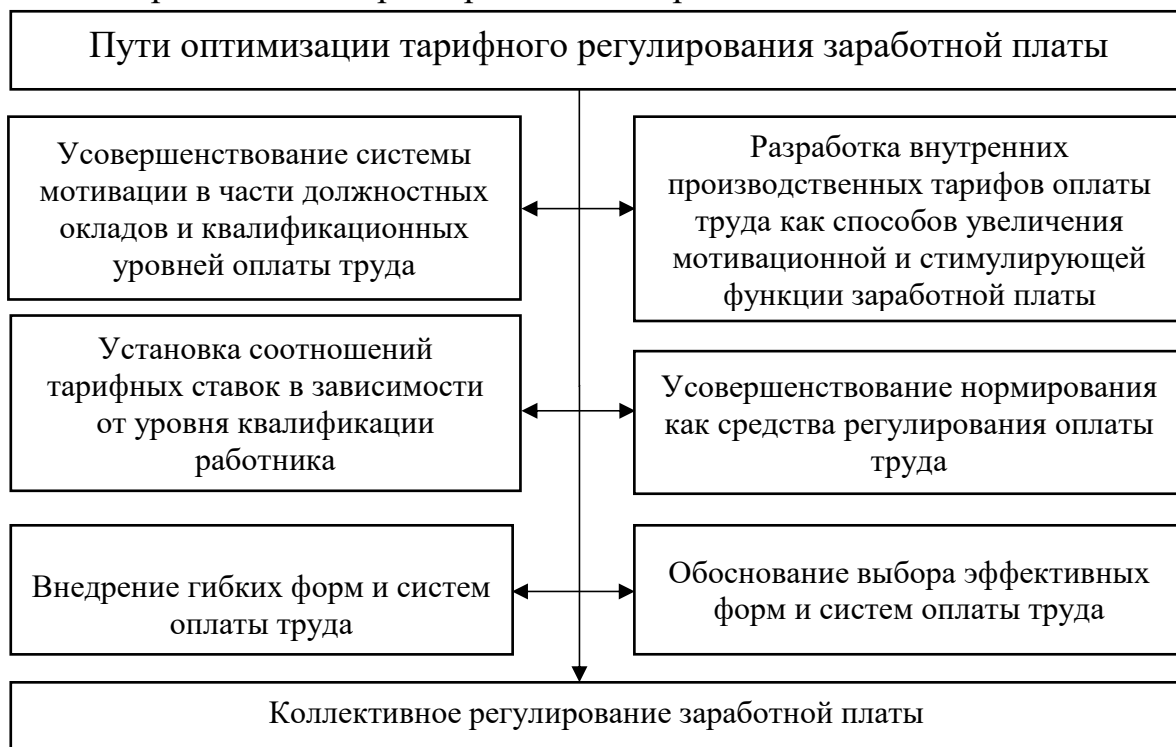 Пути оптимизации тарифного регулирования заработной платы
Усовершенствование системы
мотивации в части должностных
окладов и квалификационных
уровней оплаты труда
Разработка внутренних
производственных тарифов оплаты
труда как способов увеличения
мотивационной и стимулирующей
функции заработной платы
Установка соотношений
тарифных ставок в зависимости
от уровня квалификации
работника
Усовершенствование нормирования
как средства регулирования оплаты
труда
Внедрение гибких форм и систем
оплаты труда
Обоснование выбора эффективных
форм и систем оплаты труда
Коллективное регулирование заработной платы